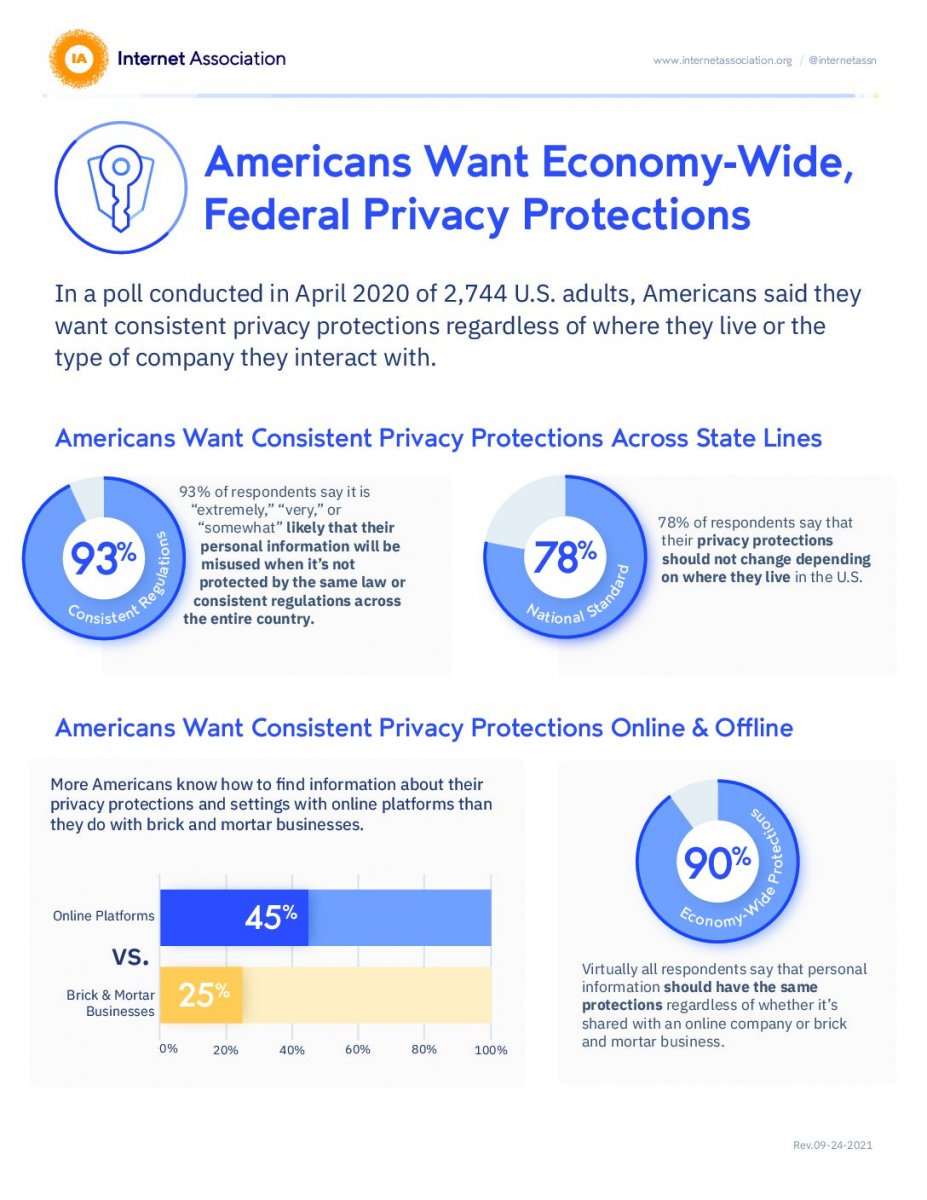 IA
Internet Association
www.internetassociation.org / @internetassn
Americans Want Economy-Wide,
Federal Privacy Protections
In a poll conducted in April 2020 of 2,744 U.S. adults, Americans said they
want consistent privacy protections regardless of where they live or the
type of company they interact with.
Americans Want Consistent Privacy Protections Across State Lines
93%
Consistent Regulations
93% of respondents say it is
“extremely,” “very,” or
“somewhat” likely that their
personal information will be
misused when it’s not
protected by the same law or
consistent regulations across
the entire country.
78%
National Standard
78% of respondents say that
their privacy protections
should not change depending
on where they live in the U.S.
Americans Want Consistent Privacy Protections Online & Offline
More Americans know how to find information about their
privacy protections and settings with online platforms than
they do with brick and mortar businesses.
Online Platforms
45%
VS.
Brick & Mortar
Businesses
25%
0% 20% 40% 60% 80% 100%
90%
Economy-Wide Protections
Virtually all respondents say that personal
information should have the same
protections regardless of whether it’s
shared with an online company or brick
and mortar business.
Rev.09-24-2021